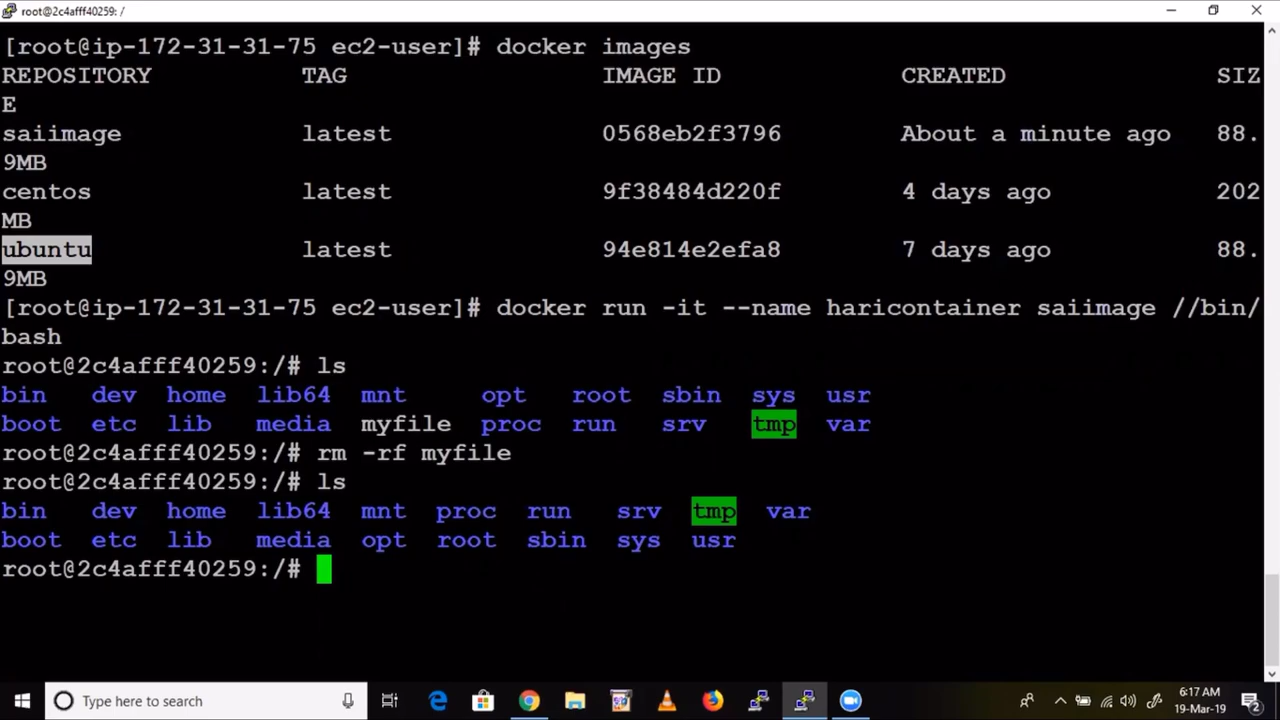 root@2c4afff40259: /
[root@ip-172-31-31-75 ec2-user]# docker images
REPOSITORY TAG IMAGE ID CREATED SIZ
E
saiimage latest 0568eb2f3796 About a minute ago 88.
9MB
centos latest 9f38484d220f 4 days ago 202
MB
ubuntu latest 94e814e2efa8 7 days ago 88.
9MB
[root@ip-172-31-31-75 ec2-user]# docker run -it --name haricontainer saiimage //bin/
bash
root@2c4afff40259:/# ls
bin dev home lib64 mnt opt root sbin sys usr
boot etc lib media myfile proc run srv tmp var
root@2c4afff40259:/# rm -rf myfile
root@2c4afff40259:/# ls
bin dev home lib64 mnt proc run srv tmp var
boot etc lib media opt root sbin sys usr
root@2c4afff40259:/#
Type here to search
6:17 AM
19-Mar-19
2